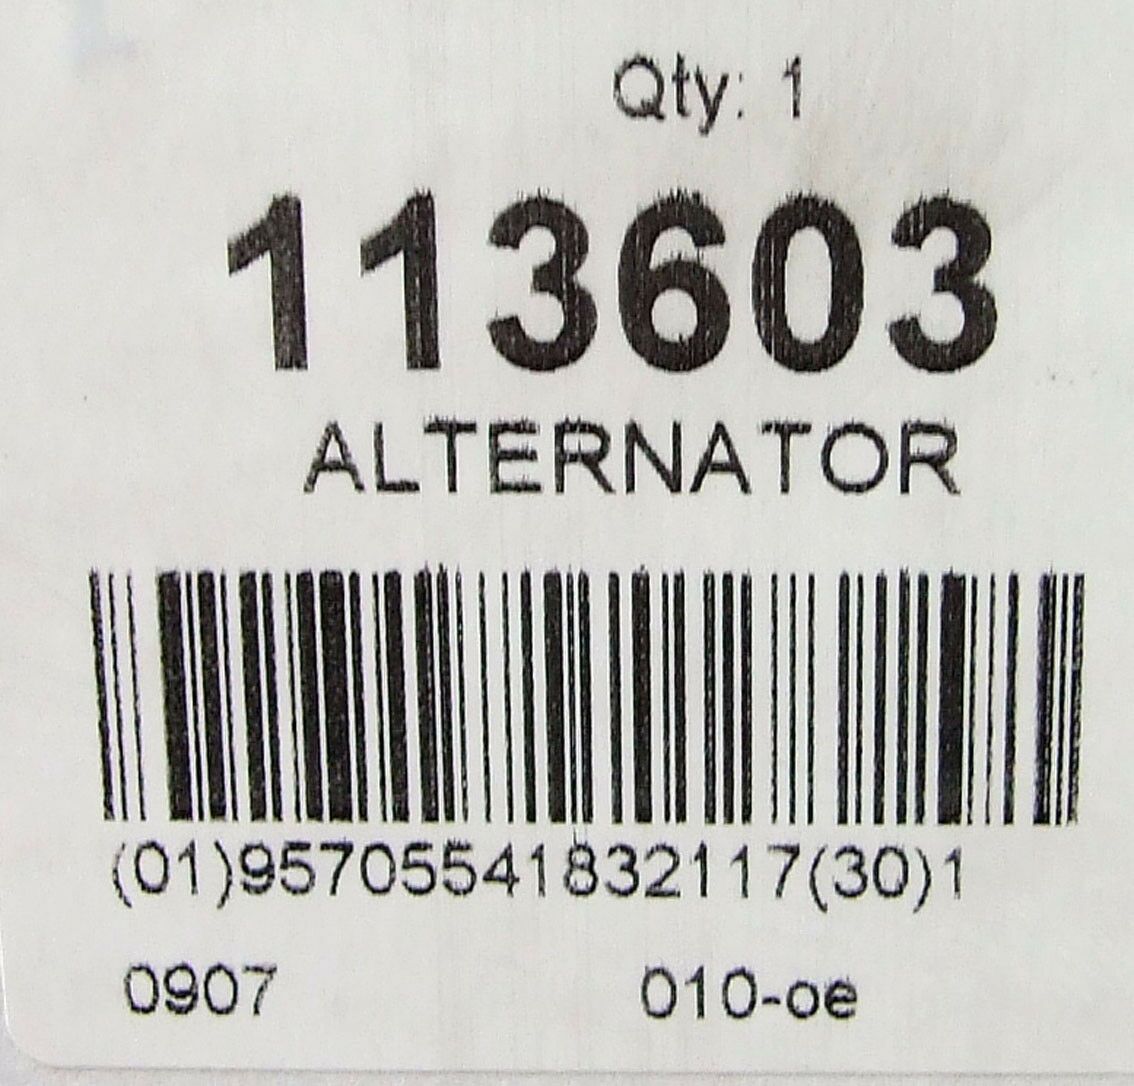 Qty: 1
113603
ALTERNATOR
(01)95705541832117(30)1
0907 010-oe